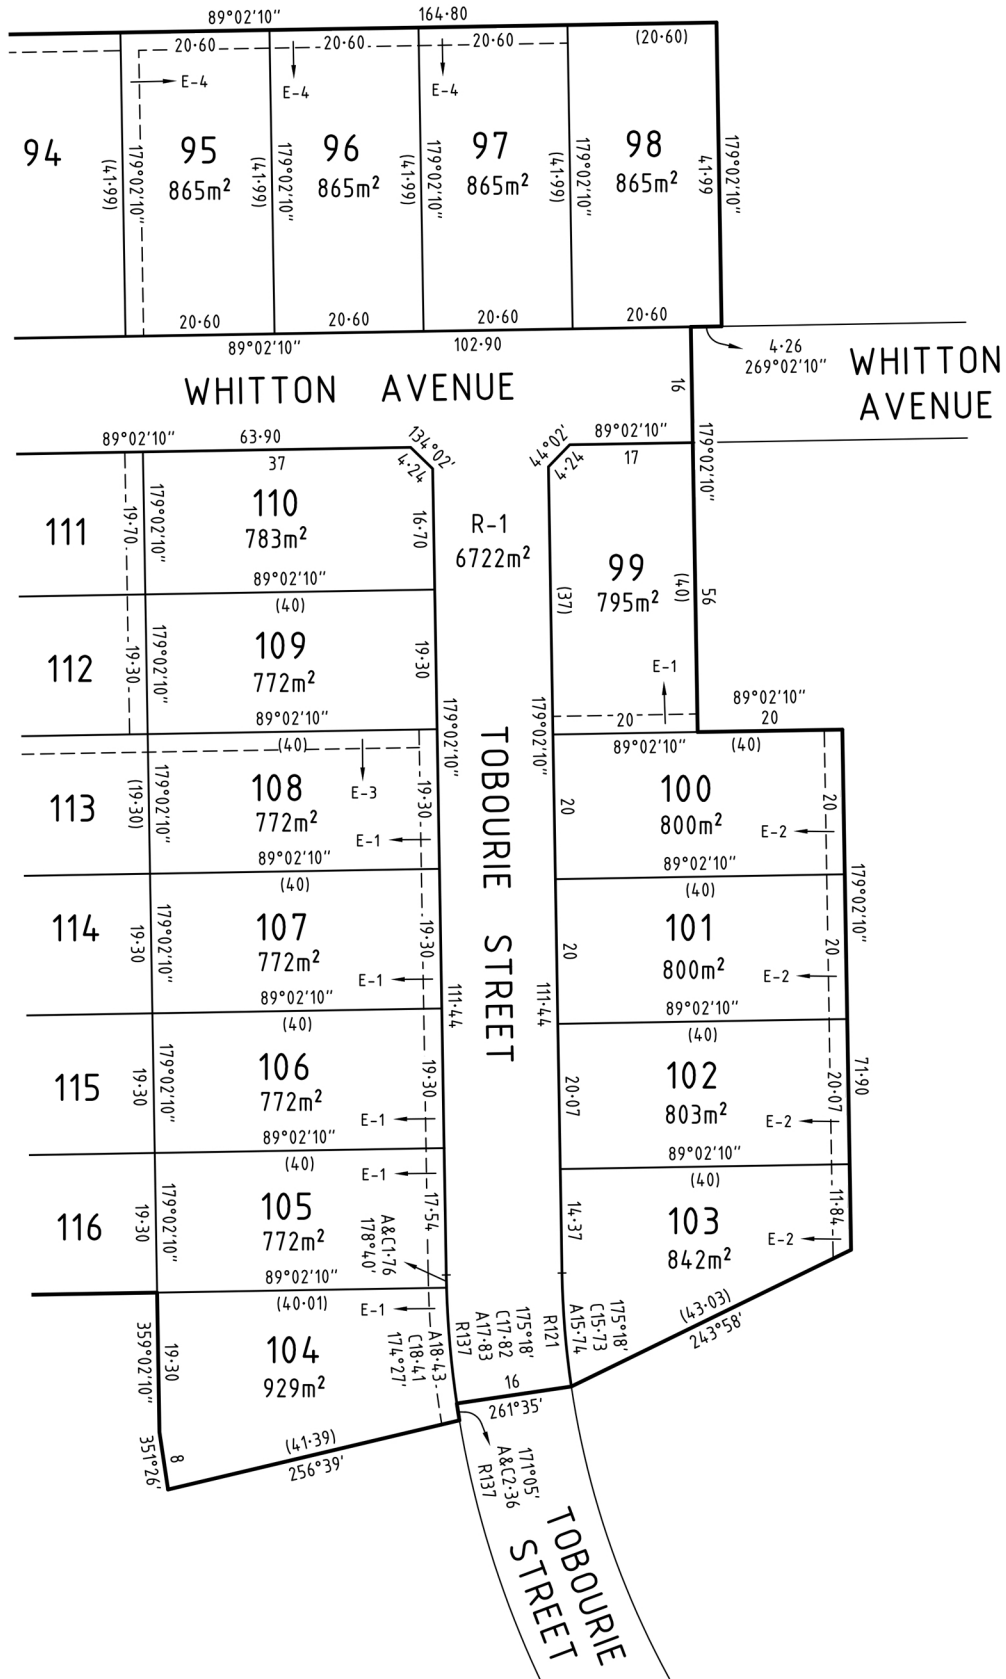 89°02'10" 164·80
20·60 20·60 20·60 (20·60)
E-4 E-4 E-4
94 95 96 97 98
865m² 865m² 865m² 865m²
(41·99) 179°02'10" (41·99) 179°02'10" (41·99) 179°02'10" (41·99) 179°02'10" 41·99 179°02'10"
20·60 20·60 20·60 20·60
89°02'10" 102·90
4·26
269°02'10"
WHITTON AVENUE
WHITTON
AVENUE
16
89°02'10" 63·90 134°02' 44°02' 89°02'10"
37 4·24 4·24 17
179°02'10"
111 19·70 179°02'10" 110
783m²
16·70
R-1
6722m²
89°02'10"
(40)
(37) 99
795m²
(40) 56
112 19·30 179°02'10" 109
772m²
19·30
E-1
89°02'10"
(40)
20
89°02'10"
89°02'10"
20
(40)
179°02'10" 179°02'10"
TOBOURIE STREET
113 (19·30) 179°02'10" 108
772m²
E-3
E-1
19·30
89°02'10"
(40)
20 100
800m²
E-2
20
89°02'10"
(40)
179°02'10"
114 19·30 179°02'10" 107
772m²
E-1
19·30
89°02'10"
(40)
20 101
800m²
E-2
20
89°02'10"
(40)
111·44 111·44
115 19·30 179°02'10" 106
772m²
E-1
19·30
89°02'10"
(40)
20·07 102
803m²
E-2
20·07
71·90
89°02'10"
(40)
116 19·30 179°02'10" 105
772m²
E-1
17·54
A&C1·76
178°40'
89°02'10"
(40·01)
14·37 103
842m²
E-2
11·84
(43·03)
243°58'
359°02'10" 19·30 104
929m²
E-1
A18·43
C18·41
174°27'
175°18'
C17·82
A17·83
R137
R121
175°18'
C15·73
A15·74
16
261°35'
351°26' 8
(41·39)
256°39'
171°05'
A&C2·36
R137
TOBOURIE
STREET